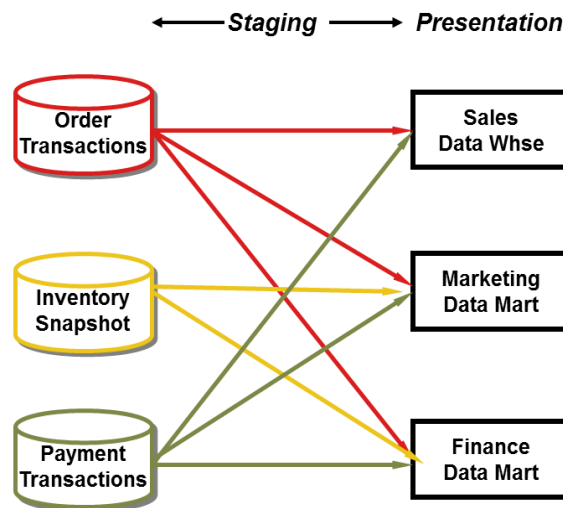 Staging
Presentation
Order
Transactions
Sales
Data Whse
Inventory
Snapshot
Marketing
Data Mart
Payment
Transactions
Finance
Data Mart